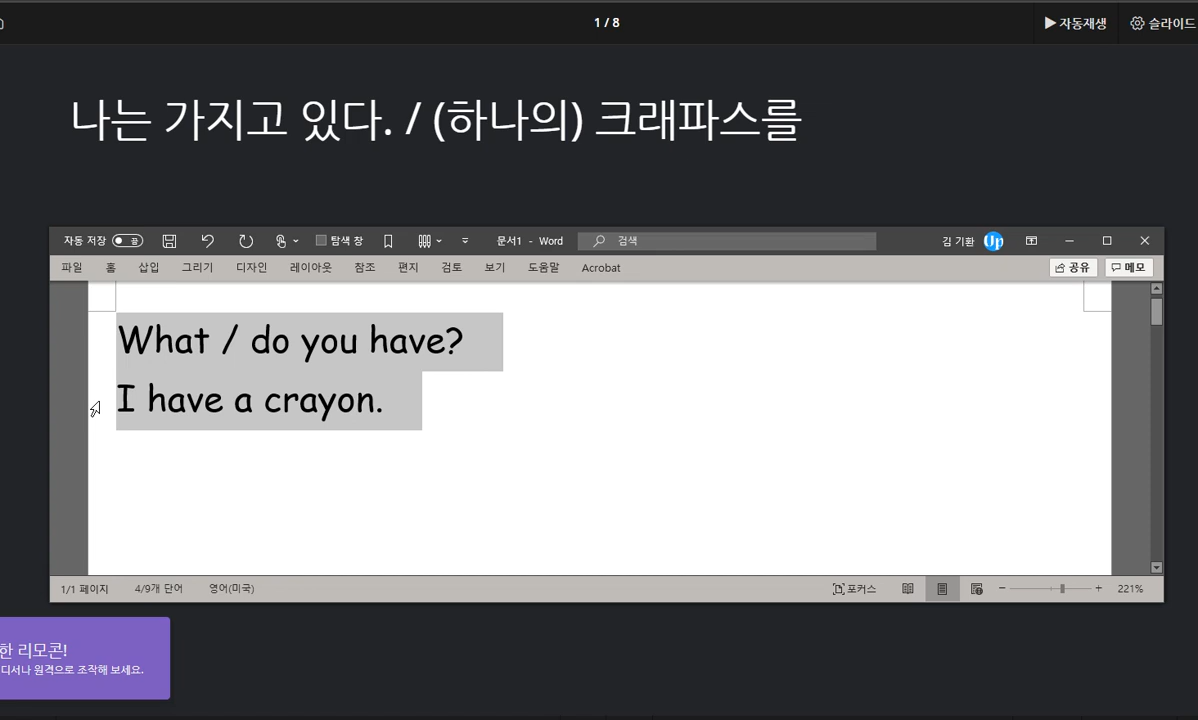 1 / 8
▶ 자동재생
슬라이드
나는 가지고 있다. / (하나의) 크래파스를
자동 저장 끔
탐색 창
문서1 - Word
검색
김 기환
Up
파일 홈 삽입 그리기 디자인 레이아웃 참조 편지 검토 보기 도움말 Acrobat
공유 메모
What / do you have?
I have a crayon.
1/1 페이지 4/9개 단어 영어(미국)
포커스
221%
한 리모콘!
디서나 원격으로 조작해 보세요.